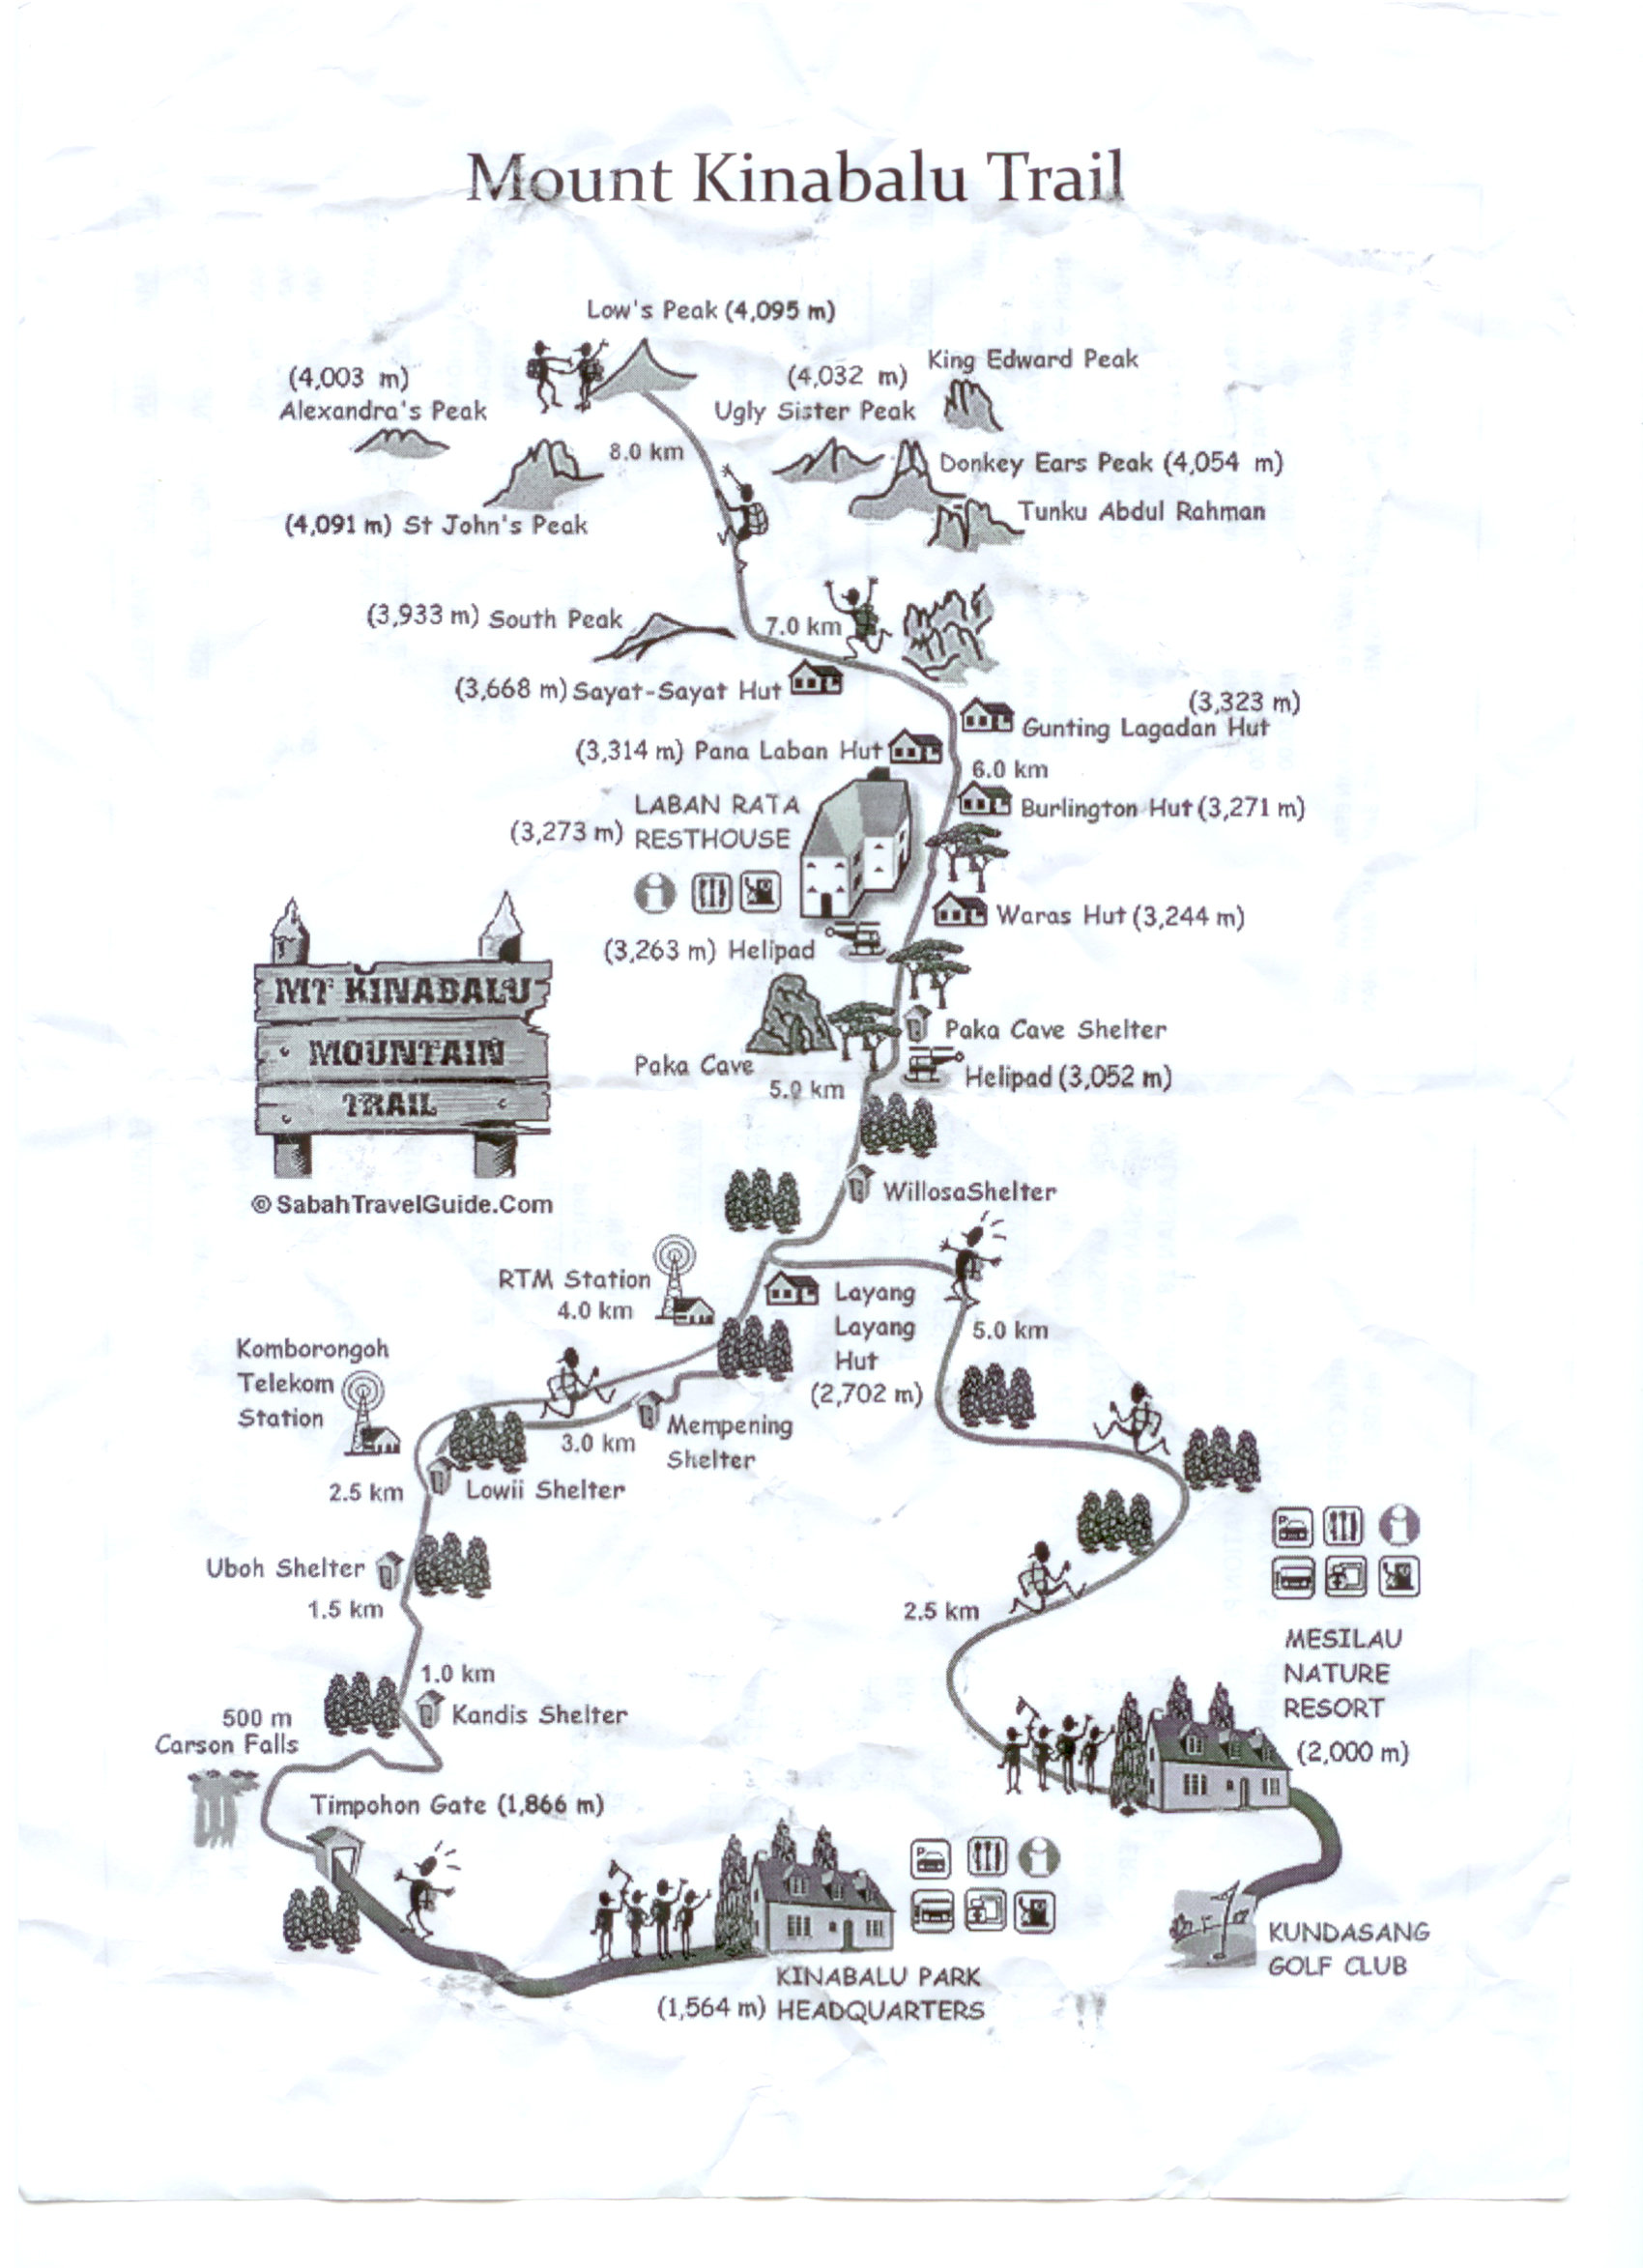 Mount Kinabalu Trail
Low's Peak (4,095 m)
(4,003 m)
Alexandra's Peak
(4,032 m)
Ugly Sister Peak
King Edward Peak
8.0 km
Donkey Ears Peak (4,054 m)
(4,091 m) St John's Peak
Tunku Abdul Rahman
(3,933 m) South Peak
7.0 km
(3,668 m) Sayat-Sayat Hut
(3,323 m)
Gunting Lagadan Hut
(3,314 m) Pana Laban Hut
6.0 km
LABAN RATA
(3,273 m) RESTHOUSE
Burlington Hut (3,271 m)
Waras Hut (3,244 m)
(3,263 m) Helipad
MT KINABALU
MOUNTAIN
TRAIL
© SabahTravelGuide.Com
Paka Cave Shelter
Paka Cave
5.0 km
Helipad (3,052 m)
WillosaShelter
RTM Station
4.0 km
Layang
Layang
Hut
(2,702 m)
5.0 km
Komborongoh
Telekom
Station
Mempening
Shelter
3.0 km
2.5 km
Lowii Shelter
Uboh Shelter
1.5 km
2.5 km
1.0 km
Kandis Shelter
500 m
Carson Falls
MESILAU
NATURE
RESORT
(2,000 m)
Timpohon Gate (1,866 m)
KINABALU PARK
(1,564 m) HEADQUARTERS
KUNDASANG
GOLF CLUB